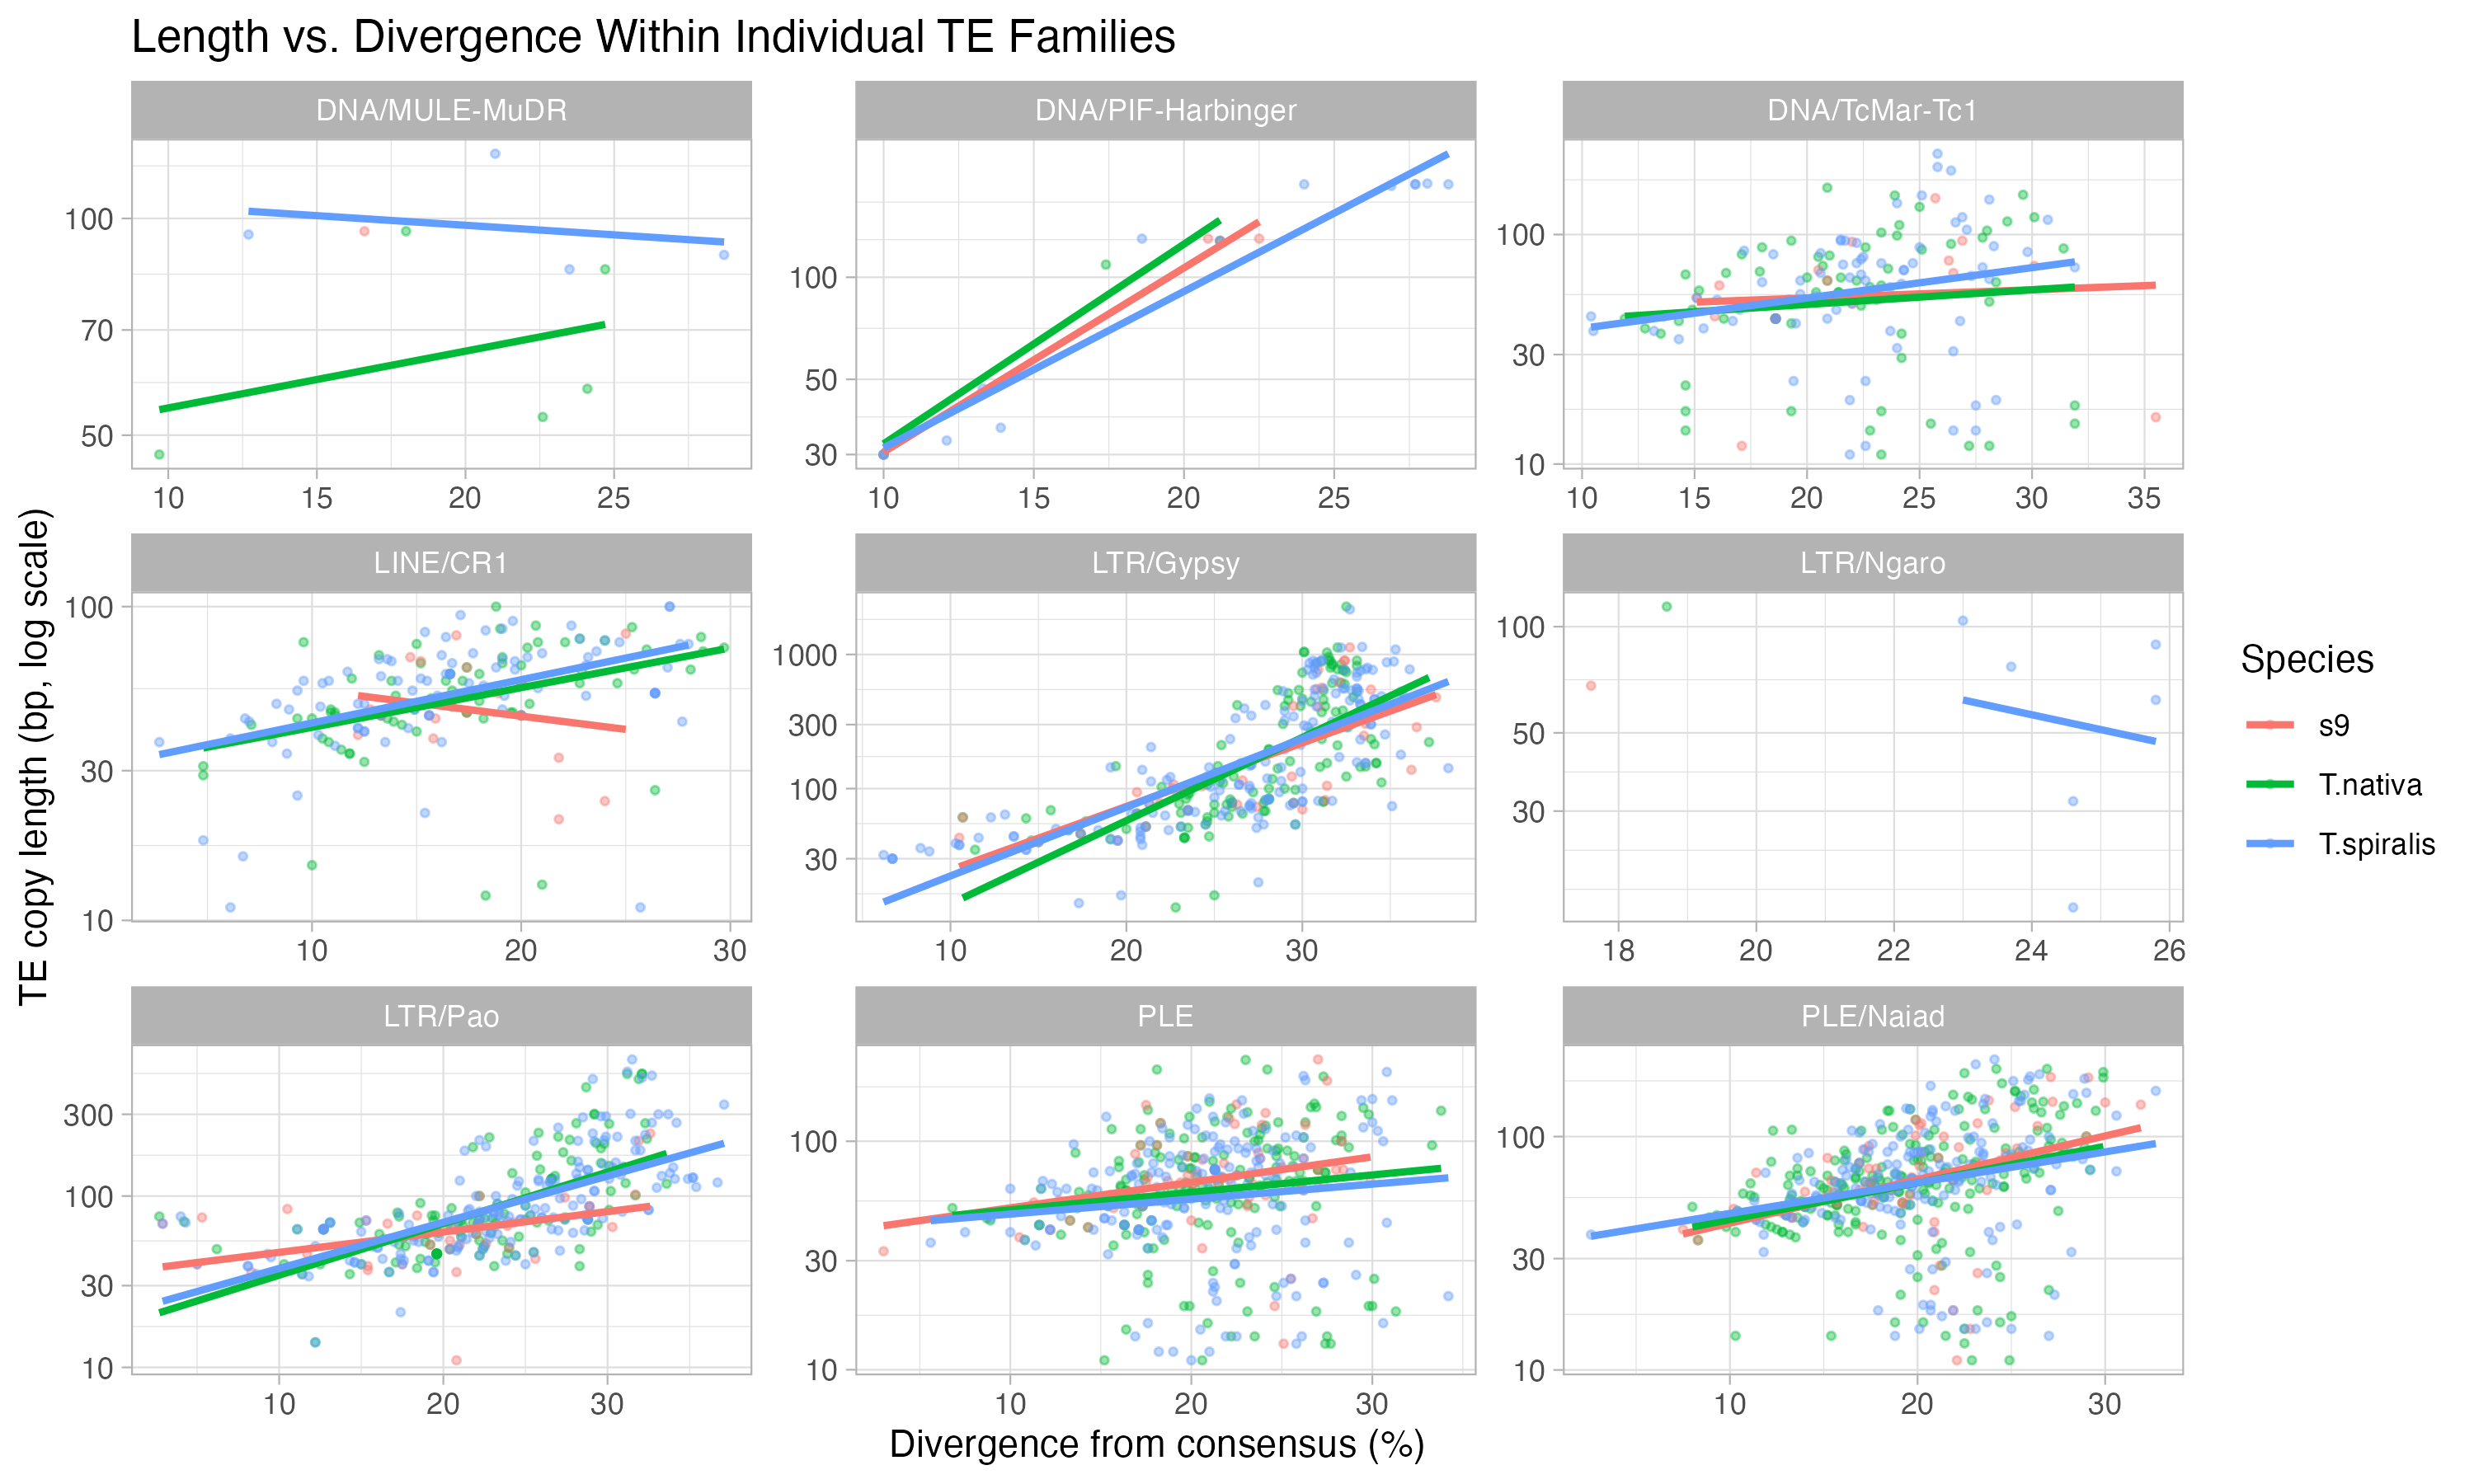 Length vs. Divergence Within Individual TE Families
DNA/MULE-MuDR
DNA/PIF-Harbinger
DNA/TcMar-Tc1
100
70
50
10 15 20 25
100
50
30
10 15 20 25
100
30
10
10 15 20 25 30 35
LINE/CR1
LTR/Gypsy
LTR/Ngaro
100
30
10
10 20 30
1000
300
100
30
10 20 30
100
50
30
18 20 22 24 26
LTR/Pao
PLE
PLE/Naiad
300
100
30
10
10 20 30
100
30
10
10 20 30
100
30
10
10 20 30
TE copy length (bp, log scale)
Divergence from consensus (%)
Species
s9
T.nativa
T.spiralis